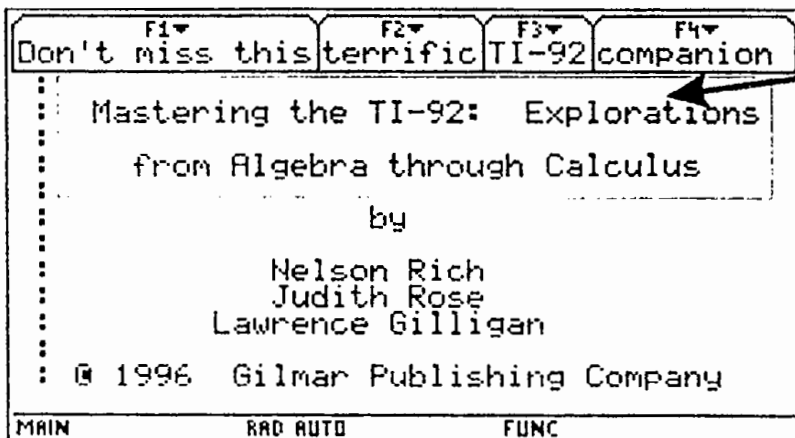 F1▾ F2▾ F3▾ F4▾
Don't miss this terrific TI-92 companion
Mastering the TI-92: Explorations
from Algebra through Calculus
by
Nelson Rich
Judith Rose
Lawrence Gilligan
© 1996 Gilmar Publishing Company
MAIN RAD AUTO FUNC